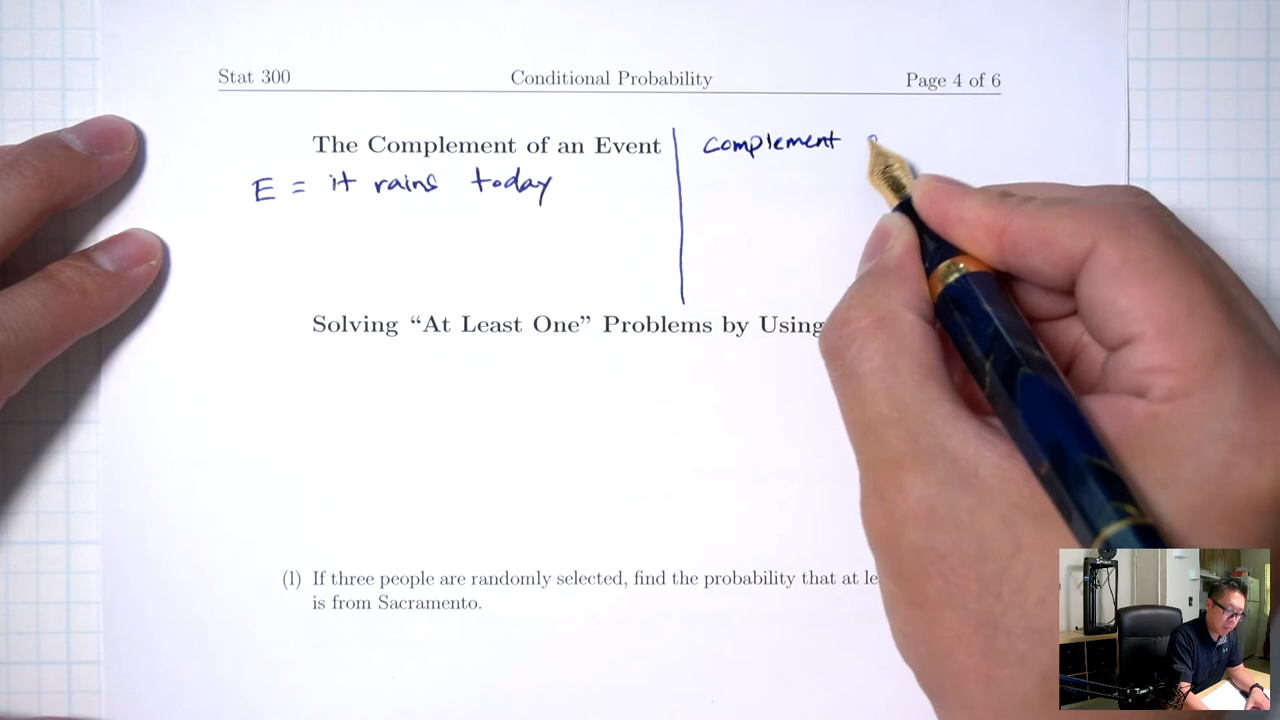 Stat 300 Conditional Probability Page 4 of 6
The Complement of an Event complement
E = it rains today
Solving “At Least One” Problems by Using
(l) If three people are randomly selected, find the probability that at le
is from Sacramento.